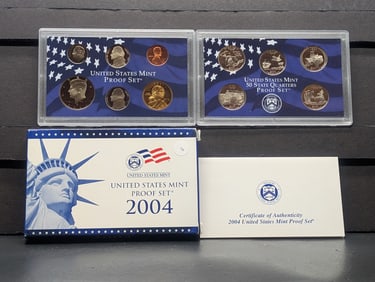 UNITED STATES MINT
PROOF SET
UNITED STATES MINT
50 STATE QUARTERS
PROOF SET
UNITED STATES MINT
UNITED STATES MINT
PROOF SET
2004
Certificate of Authenticity
2004 United States Mint Proof Set